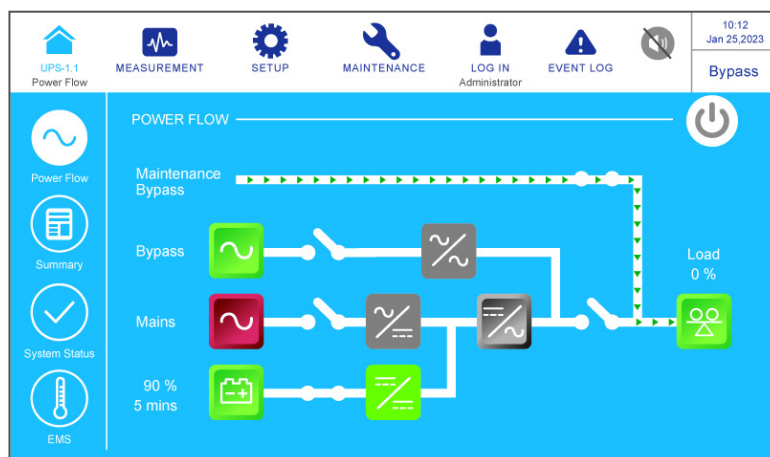 10:12
Jan 25,2023
UPS-1.1
Power Flow
MEASUREMENT
SETUP
MAINTENANCE
LOG IN
Administrator
EVENT LOG
Bypass
POWER FLOW
Power Flow
Maintenance
Bypass
Summary
Bypass
Load
0 %
Mains
System Status
90 %
5 mins
EMS